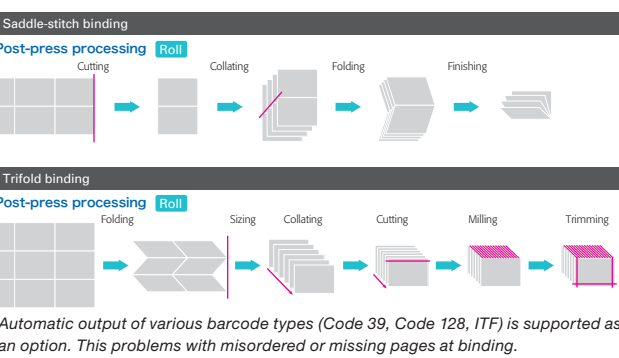 Saddle-stitch binding
Post-press processing Roll
Cutting Collating Folding Finishing
Trifold binding
Post-press processing Roll
Folding Sizing Collating Cutting Milling Trimming
Automatic output of various barcode types (Code 39, Code 128, ITF) is supported as
an option. This problems with misordered or missing pages at binding.